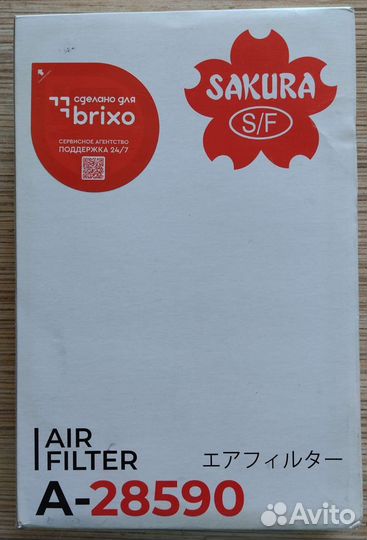 сделано для
brixo
СЕРВИСНОЕ АГЕНТСТВО
ПОДДЕРЖКА 24/7
SAKURA
S/F
AIR
FILTER
エアフィルター
A-28590
Avito